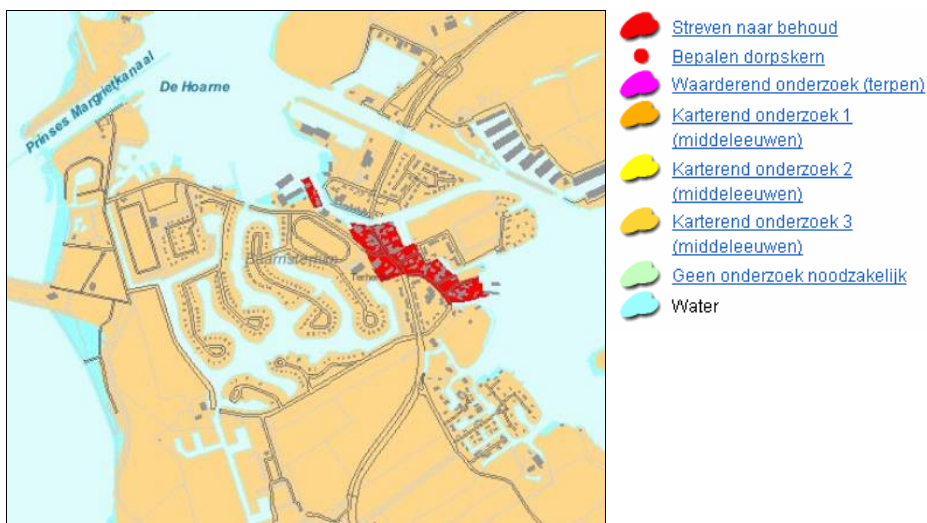 Prinses Margrietkanaal
De Hoarne
Streven naar behoud
Bepalen dorpskern
Waarderend onderzoek (terpen)
Karterend onderzoek 1
(middeleeuwen)
Karterend onderzoek 2
(middeleeuwen)
Karterend onderzoek 3
(middeleeuwen)
Geen onderzoek noodzakelijk
Water